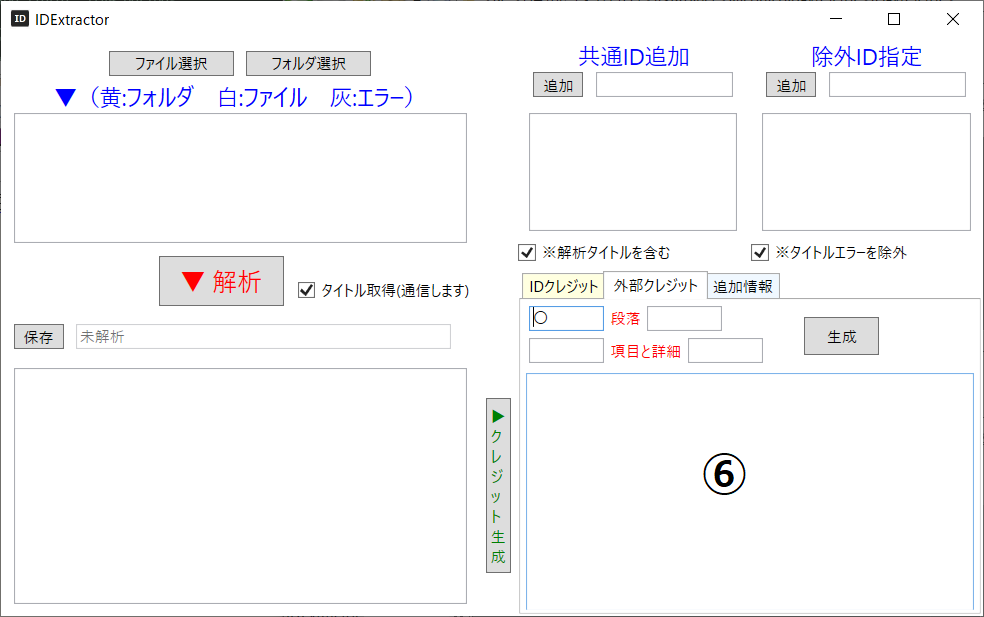 ID IDExtractor
ファイル選択 フォルダ選択
▼（黄:フォルダ　白:ファイル　灰:エラー）
▼ 解析
タイトル取得(通信します)
保存 未解析
▶クレジット生成
共通ID追加
追加
※解析タイトルを含む
除外ID指定
追加
※タイトルエラーを除外
IDクレジット 外部クレジット 追加情報
○ 段落
項目と詳細
生成
⑥